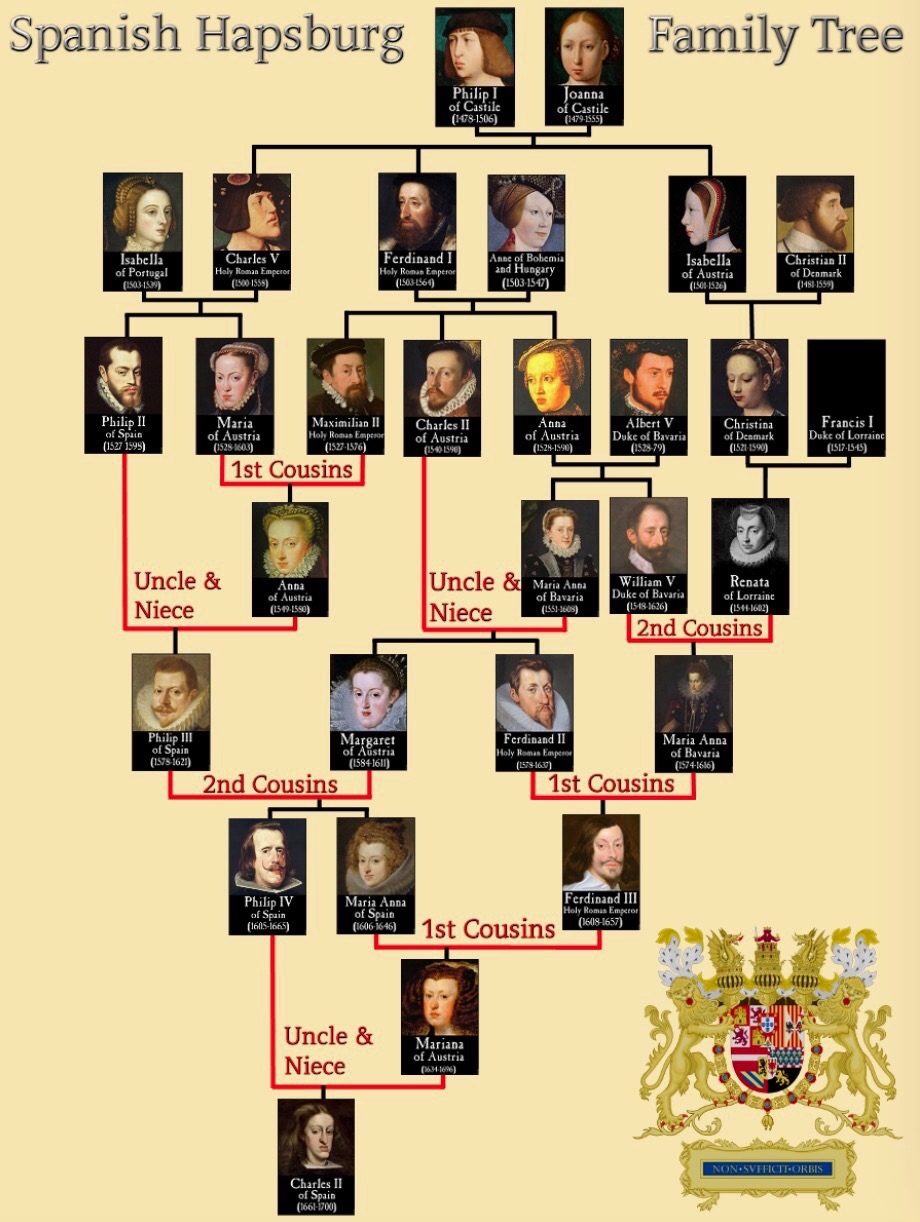 Spanish Hapsburg Family Tree
Philip I
of Castile
(1478-1506)
Joanna
of Castile
(1479-1555)
Isabella
of Portugal
(1503-1539)
Charles V
Holy Roman Emperor
(1500-1558)
Ferdinand I
Holy Roman Emperor
(1503-1564)
Anne of Bohemia
and Hungary
(1503-1547)
Isabella
of Austria
(1501-1526)
Christian II
of Denmark
(1481-1559)
Philip II
of Spain
(1527-1598)
Maria
of Austria
(1528-1603)
Maximilian II
Holy Roman Emperor
(1527-1576)
Charles II
of Austria
(1540-1590)
Anna
of Austria
(1528-1590)
Albert V
Duke of Bavaria
(1528-79)
Christina
of Denmark
(1521-1590)
Francis I
Duke of Lorraine
(1517-1545)
1st Cousins
Anna
of Austria
(1549-1580)
Uncle &
Niece
Uncle &
Niece
Maria Anna
of Bavaria
(1551-1608)
William V
Duke of Bavaria
(1548-1626)
Renata
of Lorraine
(1544-1602)
2nd Cousins
Philip III
of Spain
(1578-1621)
Margaret
of Austria
(1584-1611)
Ferdinand II
Holy Roman Emperor
(1578-1637)
Maria Anna
of Bavaria
(1574-1616)
2nd Cousins
1st Cousins
Philip IV
of Spain
(1605-1665)
Maria Anna
of Spain
(1606-1646)
Ferdinand III
Holy Roman Emperor
(1608-1657)
1st Cousins
Mariana
of Austria
(1634-1696)
Uncle &
Niece
Charles II
of Spain
(1661-1700)
NON·SVFFICIT·ORBIS